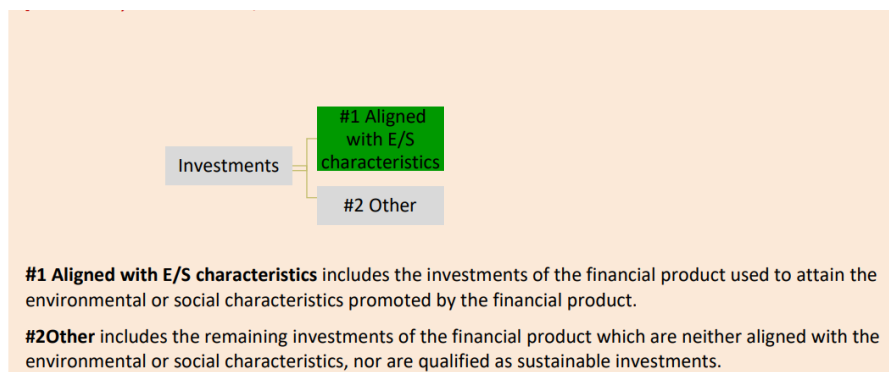 #1 Aligned
with E/S
characteristics
Investments
#2 Other
#1 Aligned with E/S characteristics includes the investments of the financial product used to attain the
environmental or social characteristics promoted by the financial product.
#2Other includes the remaining investments of the financial product which are neither aligned with the
environmental or social characteristics, nor are qualified as sustainable investments.